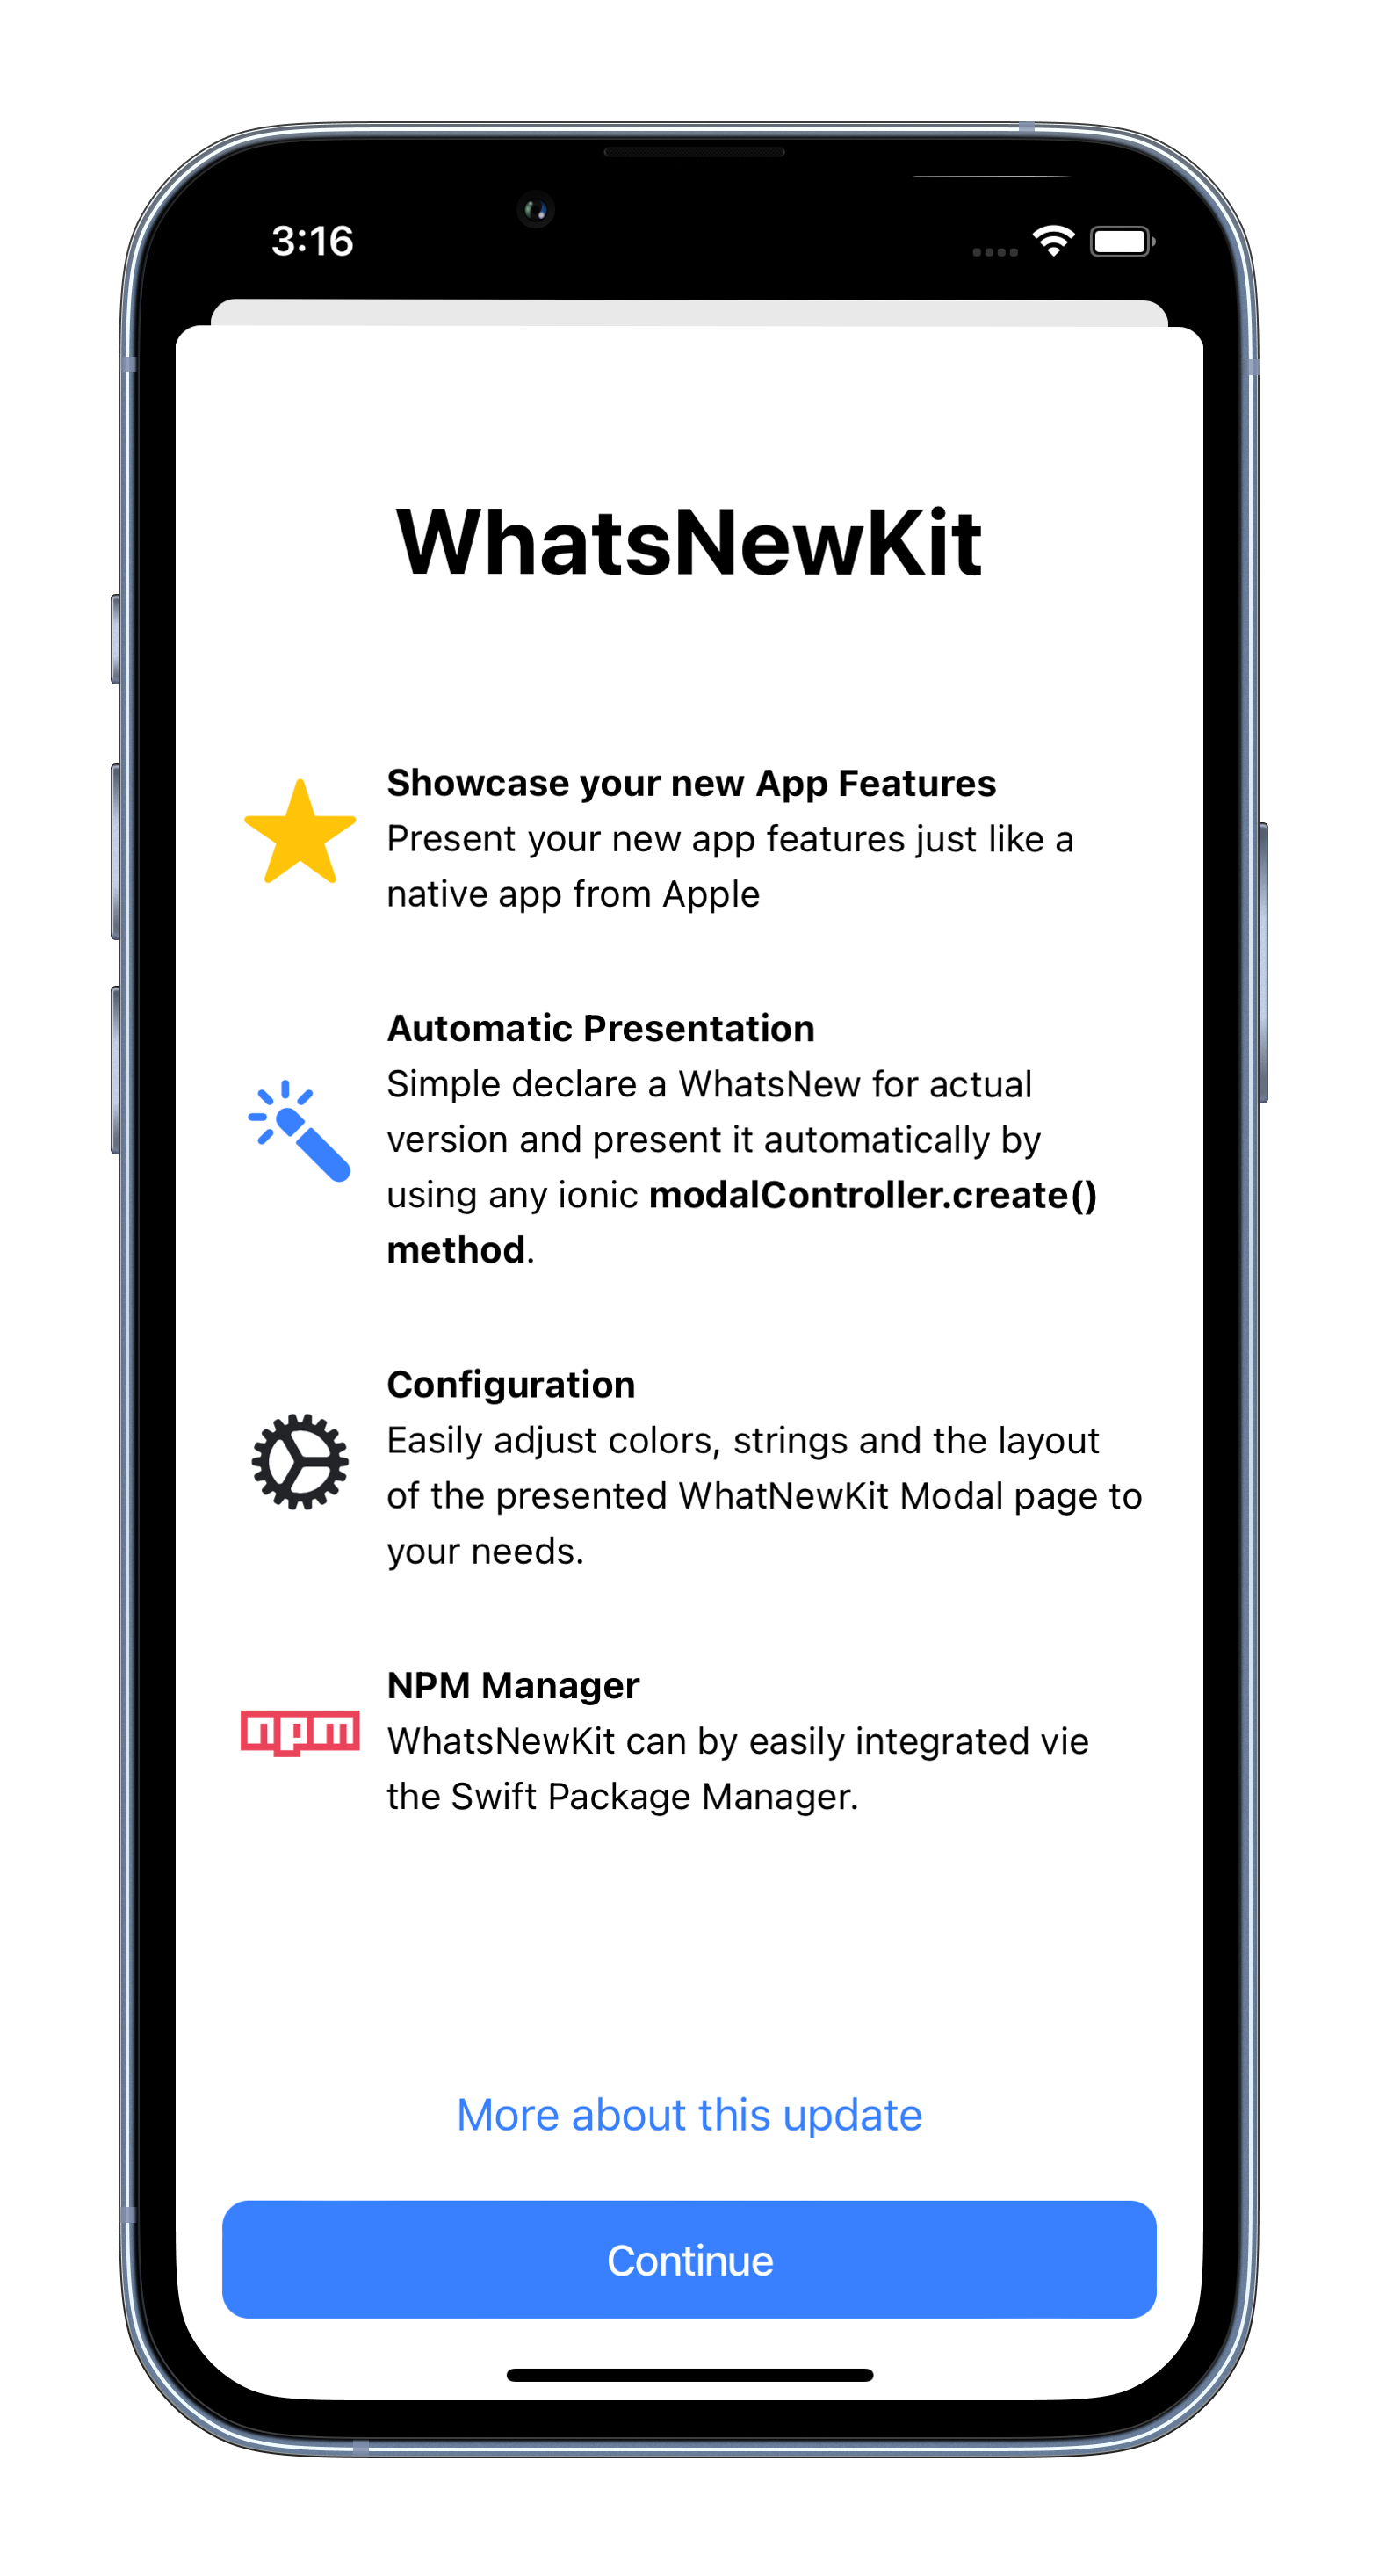 3:16
WhatsNewKit
Showcase your new App Features
Present your new app features just like a
native app from Apple
Automatic Presentation
Simple declare a WhatsNew for actual
version and present it automatically by
using any ionic modalController.create()
method.
Configuration
Easily adjust colors, strings and the layout
of the presented WhatNewKit Modal page to
your needs.
NPM Manager
npm
WhatsNewKit can by easily integrated vie
the Swift Package Manager.
More about this update
Continue